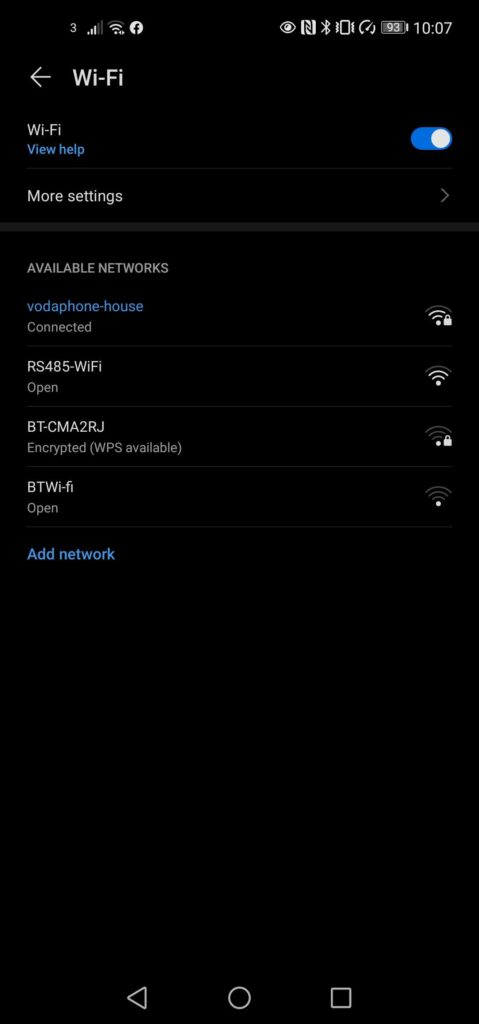 3 93 10:07
Wi-Fi
Wi-Fi
View help
More settings
AVAILABLE NETWORKS
vodaphone-house
Connected
RS485-WiFi
Open
BT-CMA2RJ
Encrypted (WPS available)
BTWi-fi
Open
Add network